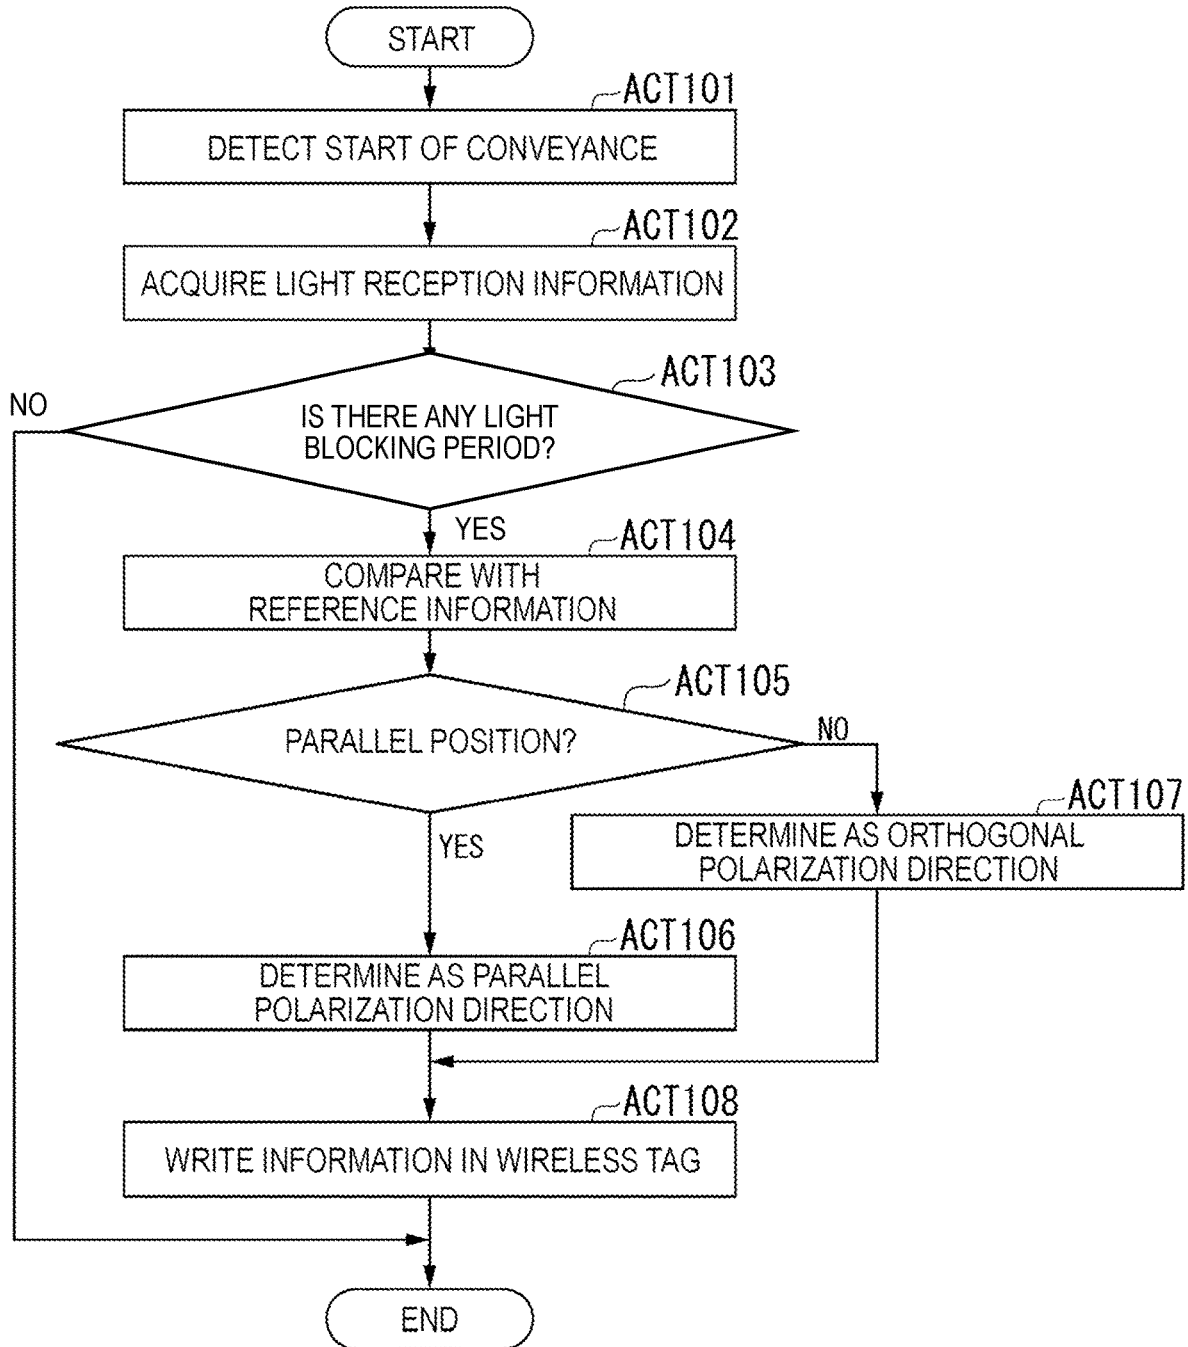 START
ACT101
DETECT START OF CONVEYANCE
ACT102
ACQUIRE LIGHT RECEPTION INFORMATION
ACT103
NO
IS THERE ANY LIGHT
BLOCKING PERIOD?
YES
ACT104
COMPARE WITH
REFERENCE INFORMATION
ACT105
PARALLEL POSITION?
NO
YES
ACT107
DETERMINE AS ORTHOGONAL
POLARIZATION DIRECTION
ACT106
DETERMINE AS PARALLEL
POLARIZATION DIRECTION
ACT108
WRITE INFORMATION IN WIRELESS TAG
END